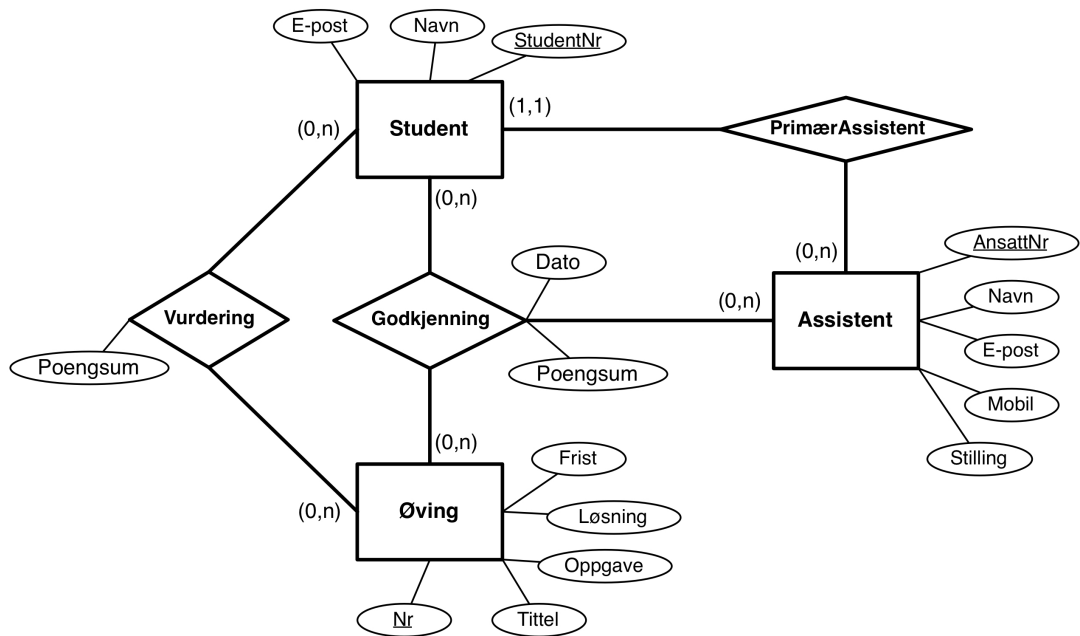 E-post
Navn
StudentNr
(1,1)
(0,n)
Student
PrimærAssistent
(0,n)
AnsattNr
(0,n)
Dato
Navn
(0,n)
Vurdering
Godkjenning
Assistent
E-post
Poengsum
Poengsum
Mobil
(0,n)
Frist
Stilling
(0,n)
Øving
Løsning
Oppgave
Nr
Tittel